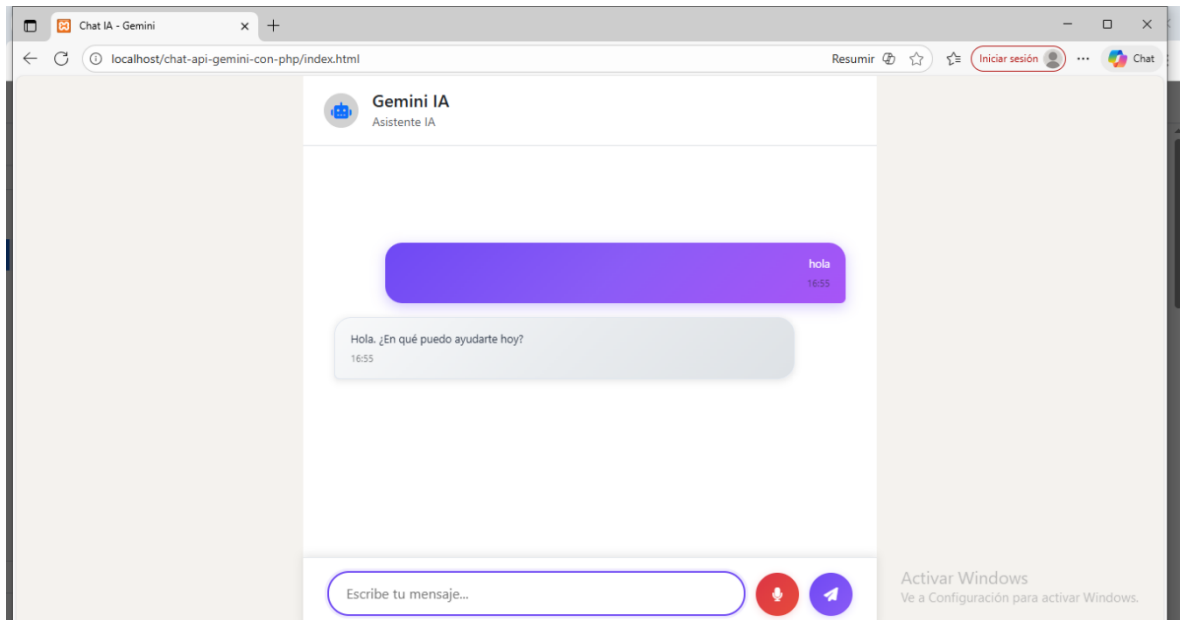 Chat IA - Gemini
localhost/chat-api-gemini-con-php/index.html
Resumir
Iniciar sesión
Chat
Gemini IA
Asistente IA
hola
16:55
Hola. ¿En qué puedo ayudarte hoy?
16:55
Escribe tu mensaje...
Activar Windows
Ve a Configuración para activar Windows.